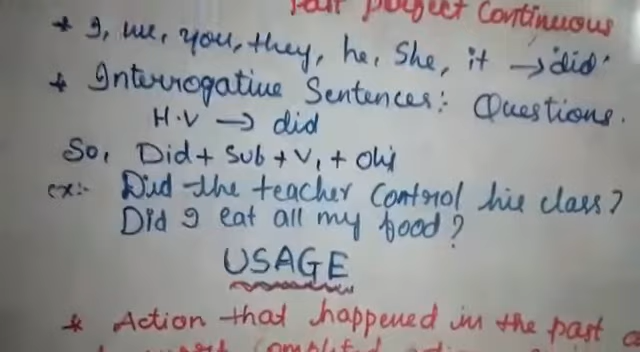 Past perfect Continuous
* I, we, you, they, he, She, it → did'
* Interrogative Sentences: Questions.
H.V → did
So, Did + Sub + V1 + Obj
ex:- Did the teacher Control his class?
Did I eat all my food?
USAGE
* Action that happened in the past
completed